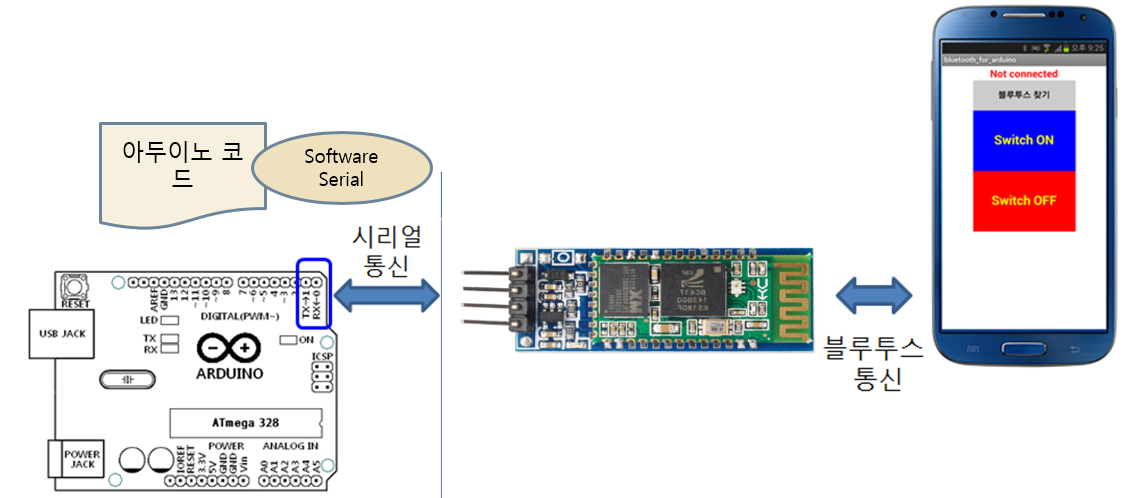 오후 9:25
bluetooth_for_arduino
Not connected
블루투스 찾기
Switch ON
Switch OFF
아두이노 코
드
Software
Serial
시리얼
통신
블루투스
통신
RESET
AREF
GND
13
12
~11
~10
~9
8
7
~6
~5
4
~3
2
TX→1
RX←0
USB JACK
LED
DIGITAL(PWM~)
TX
RX
ON
ARDUINO
ICSP
ATmega 328
POWER
JACK
POWER
ANALOG IN
IOREF
RESET
3.3V
5V
GND
GND
Vin
A0
A1
A2
A3
A4
A5